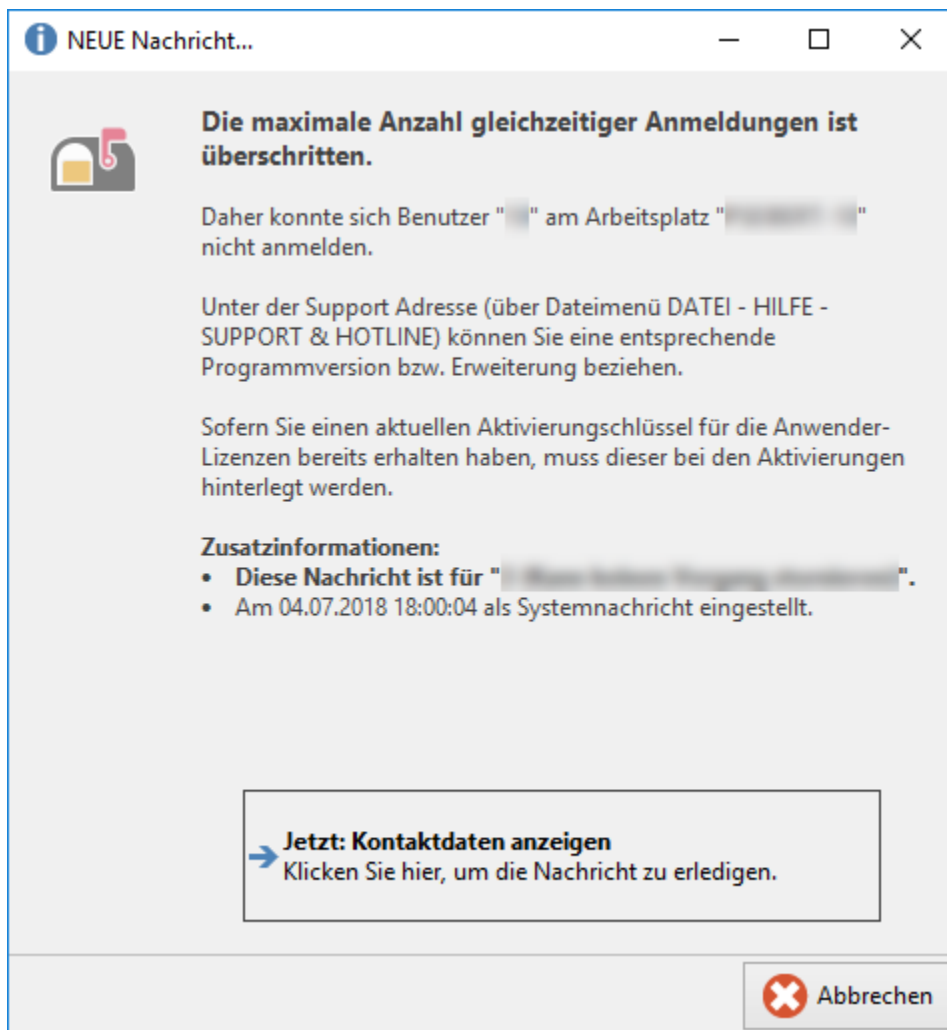 NEUE Nachricht...
Die maximale Anzahl gleichzeitiger Anmeldungen ist
überschritten.
Daher konnte sich Benutzer "" am Arbeitsplatz ""
nicht anmelden.
Unter der Support Adresse (über Dateimenü DATEI - HILFE -
SUPPORT & HOTLINE) können Sie eine entsprechende
Programmversion bzw. Erweiterung beziehen.
Sofern Sie einen aktuellen Aktivierungschlüssel für die Anwender-
Lizenzen bereits erhalten haben, muss dieser bei den Aktivierungen
hinterlegt werden.
Zusatzinformationen:
• Diese Nachricht ist für "".
• Am 04.07.2018 18:00:04 als Systemnachricht eingestellt.
Jetzt: Kontaktdaten anzeigen
Klicken Sie hier, um die Nachricht zu erledigen.
Abbrechen